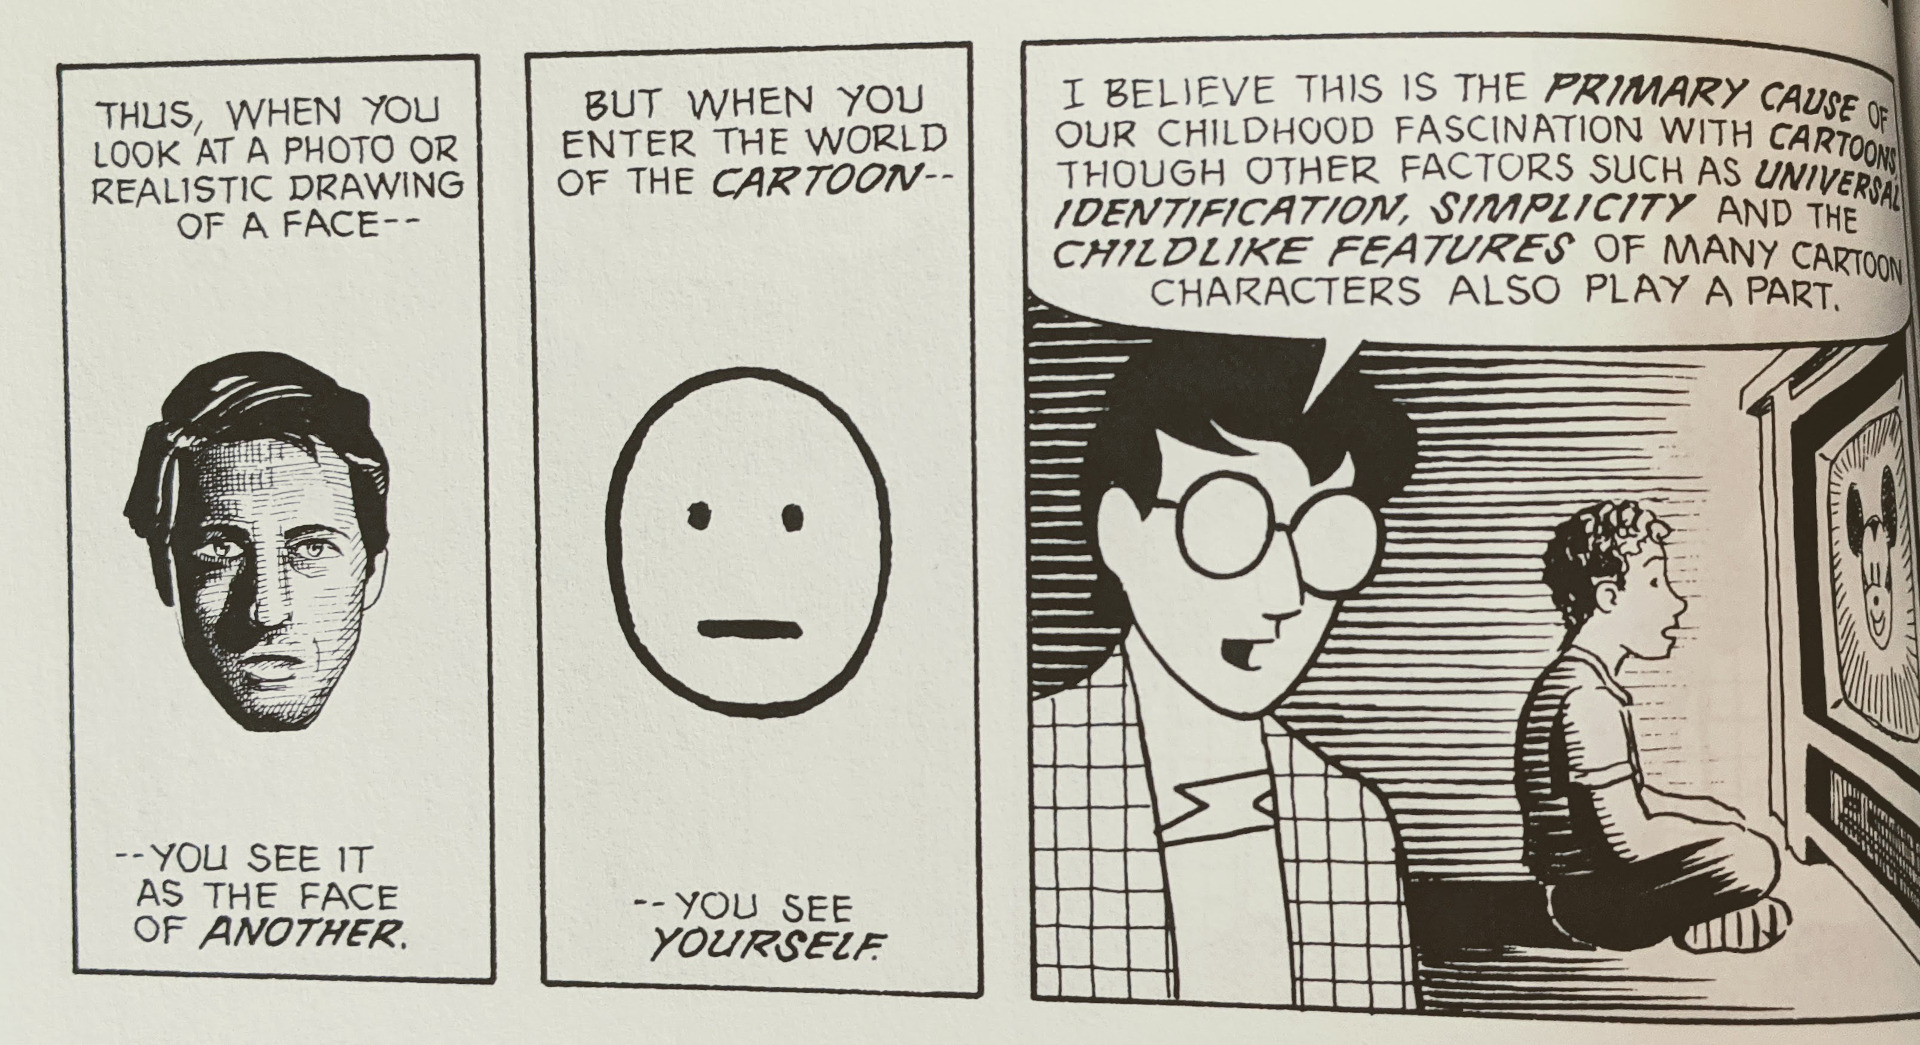 THUS, WHEN YOU
LOOK AT A PHOTO OR
REALISTIC DRAWING
OF A FACE--
--YOU SEE IT
AS THE FACE
OF ANOTHER.
BUT WHEN YOU
ENTER THE WORLD
OF THE CARTOON--
--YOU SEE
YOURSELF.
I BELIEVE THIS IS THE PRIMARY CAUSE OF
OUR CHILDHOOD FASCINATION WITH CARTOONS,
THOUGH OTHER FACTORS SUCH AS UNIVERSAL
IDENTIFICATION, SIMPLICITY AND THE
CHILDLIKE FEATURES OF MANY CARTOON
CHARACTERS ALSO PLAY A PART.